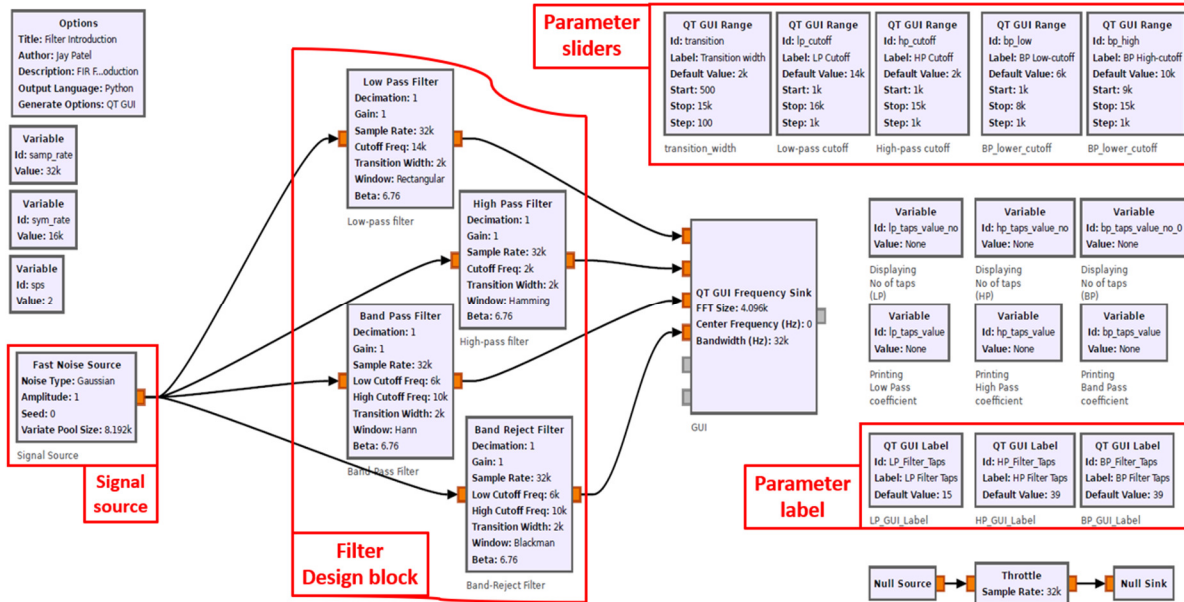 Options
Title: Filter Introduction
Author: Jay Patel
Description: FIR F...oduction
Output Language: Python
Generate Options: QT GUI
Variable
Id: samp_rate
Value: 32k
Variable
Id: sym_rate
Value: 16k
Variable
Id: sps
Value: 2
Fast Noise Source
Noise Type: Gaussian
Amplitude: 1
Seed: 0
Variate Pool Size: 8.192k
Signal Source
Signal
source
Low Pass Filter
Decimation: 1
Gain: 1
Sample Rate: 32k
Cutoff Freq: 14k
Transition Width: 2k
Window: Rectangular
Beta: 6.76
Low-pass filter
High Pass Filter
Decimation: 1
Gain: 1
Sample Rate: 32k
Cutoff Freq: 2k
Transition Width: 2k
Window: Hamming
Beta: 6.76
High-pass filter
Band Pass Filter
Decimation: 1
Gain: 1
Sample Rate: 32k
Low Cutoff Freq: 6k
High Cutoff Freq: 10k
Transition Width: 2k
Window: Hann
Beta: 6.76
Band-Pass Filter
Band Reject Filter
Decimation: 1
Gain: 1
Sample Rate: 32k
Low Cutoff Freq: 6k
High Cutoff Freq: 10k
Transition Width: 2k
Window: Blackman
Beta: 6.76
Band-Reject Filter
Filter
Design block
QT GUI Frequency Sink
FFT Size: 4.096k
Center Frequency (Hz): 0
Bandwidth (Hz): 32k
GUI
Parameter
sliders
QT GUI Range
Id: transition
Label: Transition width
Default Value: 2k
Start: 500
Stop: 15k
Step: 100
transition_width
QT GUI Range
Id: lp_cutoff
Label: LP Cutoff
Default Value: 14k
Start: 1k
Stop: 16k
Step: 1k
Low-pass cutoff
QT GUI Range
Id: hp_cutoff
Label: HP Cutoff
Default Value: 2k
Start: 1k
Stop: 15k
Step: 1k
High-pass cutoff
QT GUI Range
Id: bp_low
Label: BP Low-cutoff
Default Value: 6k
Start: 1k
Stop: 8k
Step: 1k
BP_lower_cutoff
QT GUI Range
Id: bp_high
Label: BP High-cutoff
Default Value: 10k
Start: 9k
Stop: 15k
Step: 1k
BP_lower_cutoff
Variable
Id: lp_taps_value_no
Value: None
Displaying
No of taps
(LP)
Variable
Id: hp_taps_value_no
Value: None
Displaying
No of taps
(HP)
Variable
Id: bp_taps_value_no_0
Value: None
Displaying
No of taps
(BP)
Variable
Id: lp_taps_value
Value: None
Printing
Low Pass
coefficient
Variable
Id: hp_taps_value
Value: None
Printing
High Pass
coefficient
Variable
Id: bp_taps_value
Value: None
Printing
Band Pass
coefficient
Parameter
label
QT GUI Label
Id: LP_Filter_Taps
Label: LP Filter Taps
Default Value: 15
LP_GUI_Label
QT GUI Label
Id: HP_Filter_Taps
Label: HP Filter Taps
Default Value: 39
HP_GUI_Label
QT GUI Label
Id: BP_Filter_Taps
Label: BP Filter Taps
Default Value: 39
BP_GUI_Label
Null Source
Throttle
Sample Rate: 32k
Null Sink